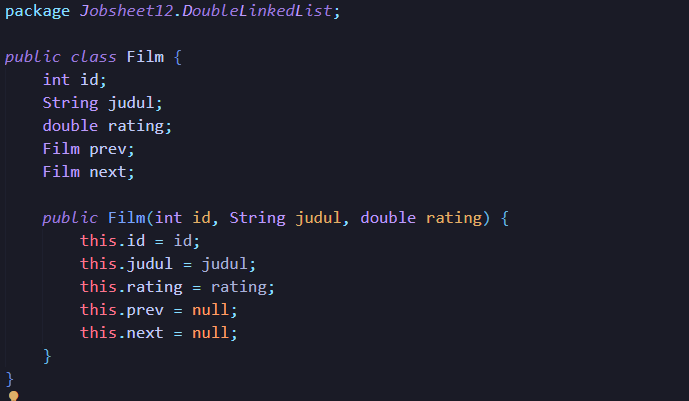 package Jobsheet12.DoubleLinkedList;
public class Film {
int id;
String judul;
double rating;
Film prev;
Film next;
public Film(int id, String judul, double rating) {
this.id = id;
this.judul = judul;
this.rating = rating;
this.prev = null;
this.next = null;
}
}